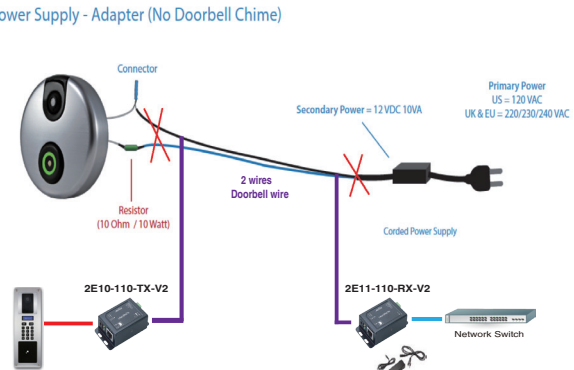 ower Supply - Adapter (No Doorbell Chime)
Connector
Primary Power
US = 120 VAC
UK & EU = 220/230/240 VAC
Secondary Power = 12 VDC 10VA
2 wires
Doorbell wire
Resistor
(10 Ohm / 10 Watt)
Corded Power Supply
2E10-110-TX-V2
2E11-110-RX-V2
Network Switch